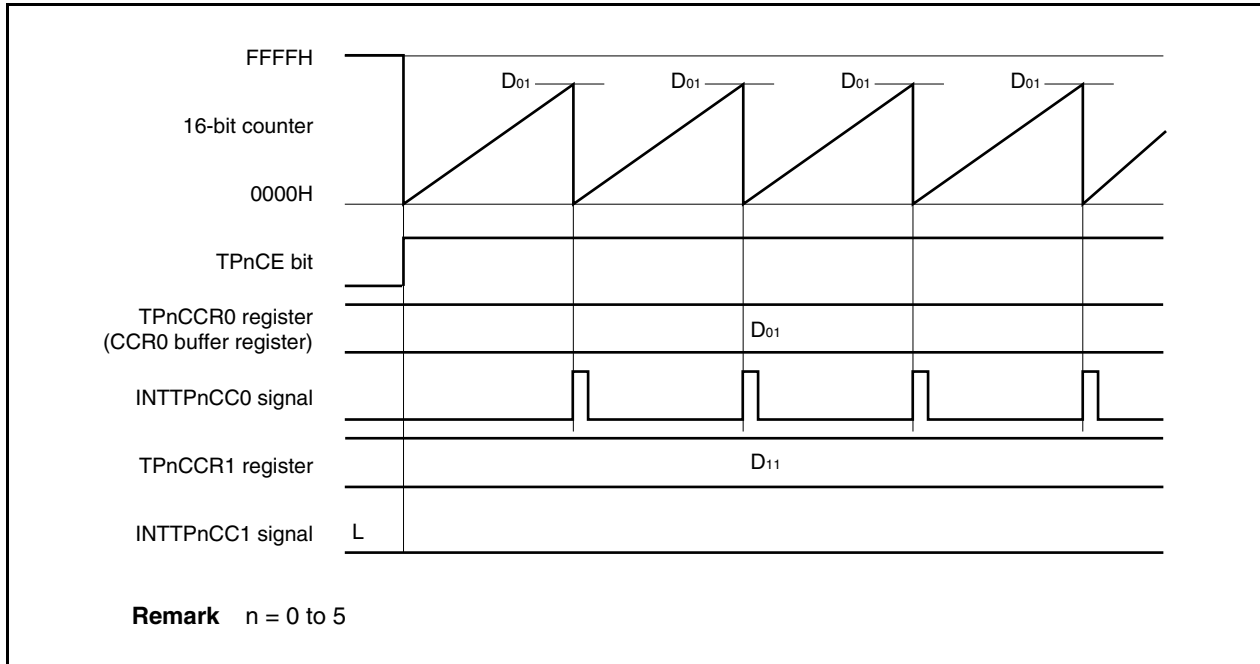 FFFFH
D01 D01 D01 D01
16-bit counter
0000H
TPnCE bit
TPnCCR0 register
(CCR0 buffer register)
D01
INTTPnCC0 signal
TPnCCR1 register
D11
INTTPnCC1 signal L
Remark n = 0 to 5